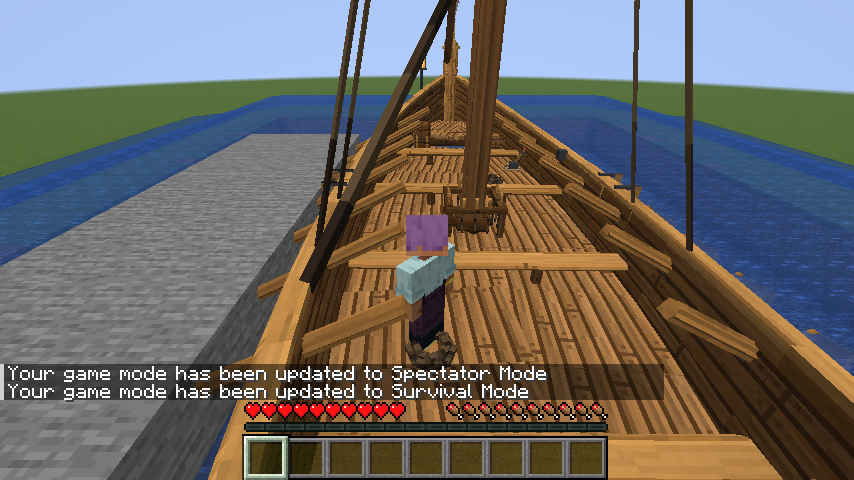 Your game mode has been updated to Spectator Mode
Your game mode has been updated to Survival Mode